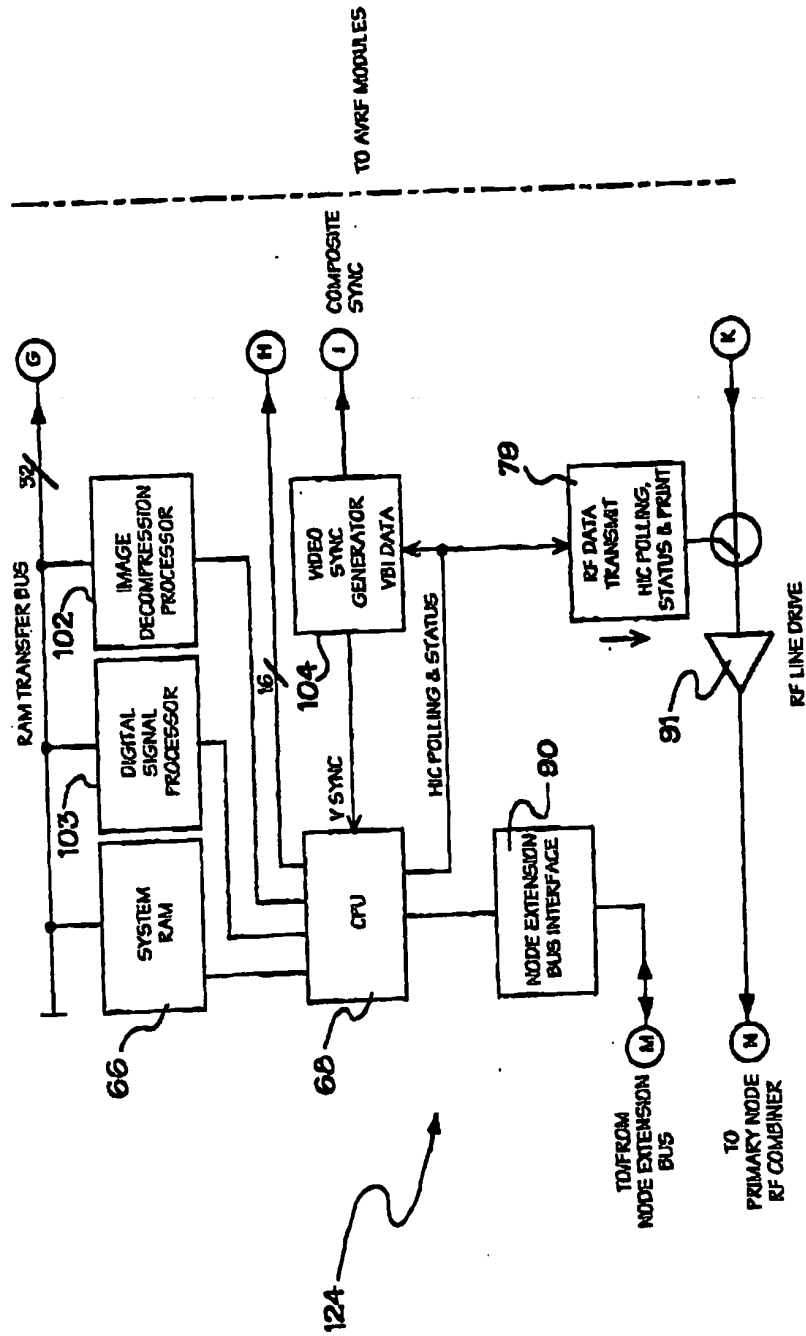 RAM TRANSFER BUS
32
G
103
102
SYSTEM
RAM
DIGITAL
SIGNAL
PROCESSOR
IMAGE
DECOMPRESSION
PROCESSOR
66
16
H
68
CPU
V SYNC
VIDEO
SYNC
GENERATOR
VBI DATA
104
I
COMPOSITE
SYNC
TO AVRF MODULES
HIC POLLING & STATUS
90
NODE EXTENSION
BUS INTERFACE
79
RF DATA
TRANSMIT
HIC POLLING,
STATUS & PRINT
124
TO/FROM
NODE EXTENSION
BUS
M
TO
PRIMARY NODE
RF COMBINER
N
91
RF LINE DRIVE
K